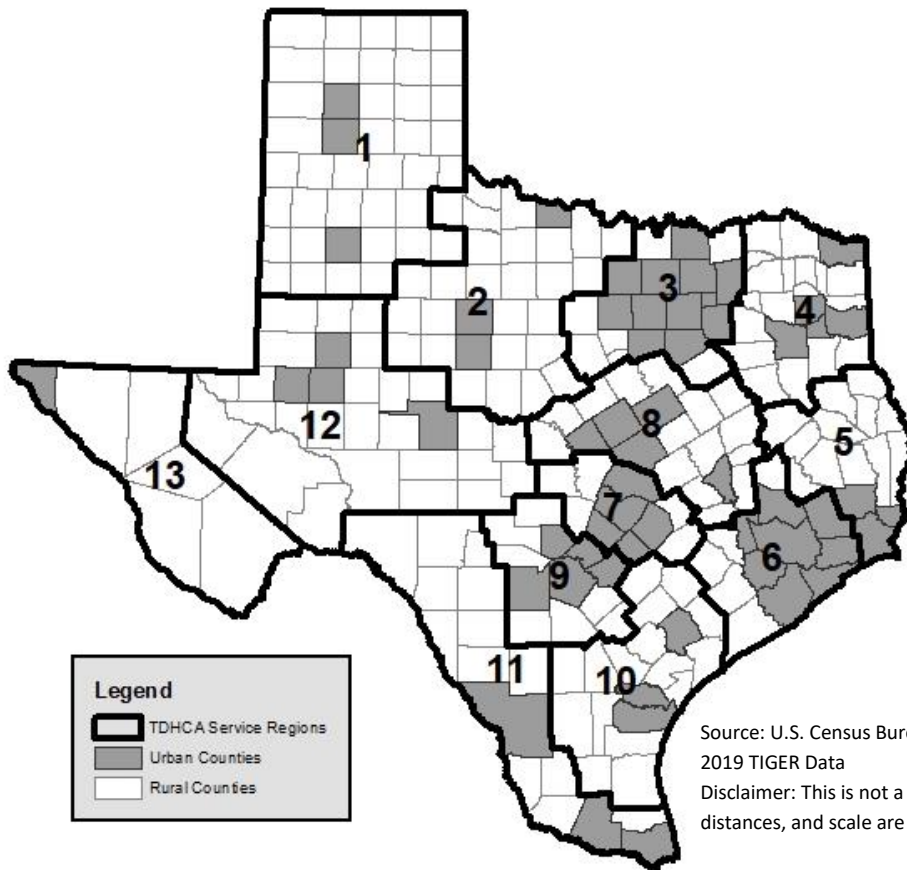 1
2
3
4
5
6
7
8
9
10
11
12
13
Legend
TDHCA Service Regions
Urban Counties
Rural Counties
Source: U.S. Census Bur
2019 TIGER Data
Disclaimer: This is not a
distances, and scale are